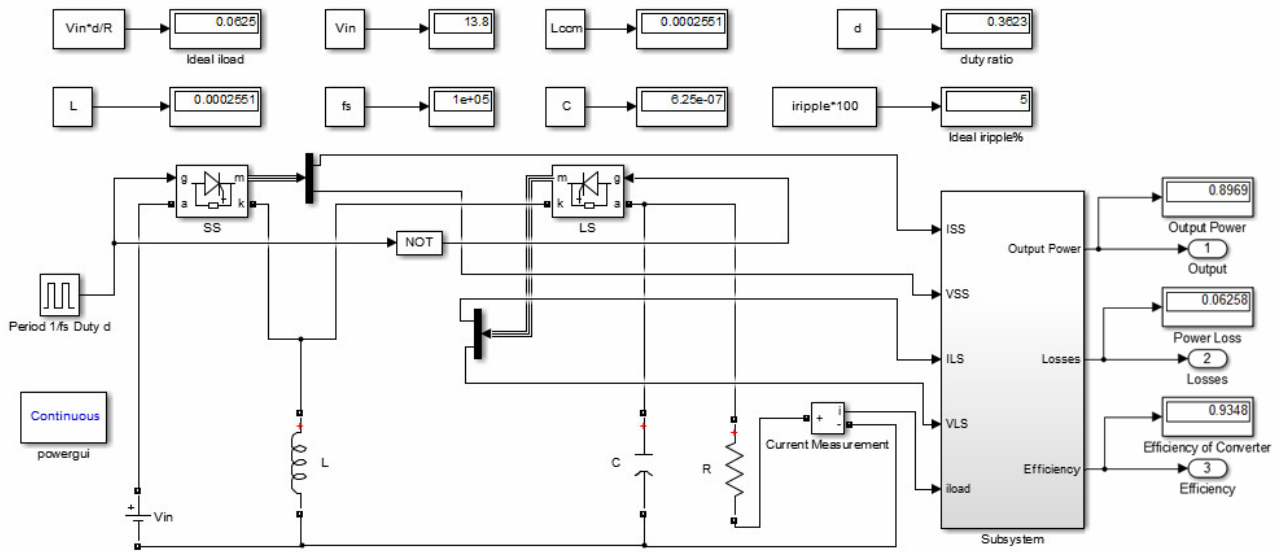 Vin*d/R
0.0625
Ideal iload
Vin
13.8
Lccm
0.0002551
d
0.3623
duty ratio
L
0.0002551
fs
1e+05
C
6.25e-07
iripple*100
5
Ideal iripple%
g m
a k
SS
m g
k a
LS
NOT
Period 1/fs Duty d
Continuous
powergui
+
Vin
+
L
+
C
+
R
+ i
-
Current Measurement
ISS
VSS
ILS
VLS
iload
Output Power
Losses
Efficiency
Subsystem
0.8969
Output Power
1
Output
0.06258
Power Loss
2
Losses
0.9348
Efficiency of Converter
3
Efficiency